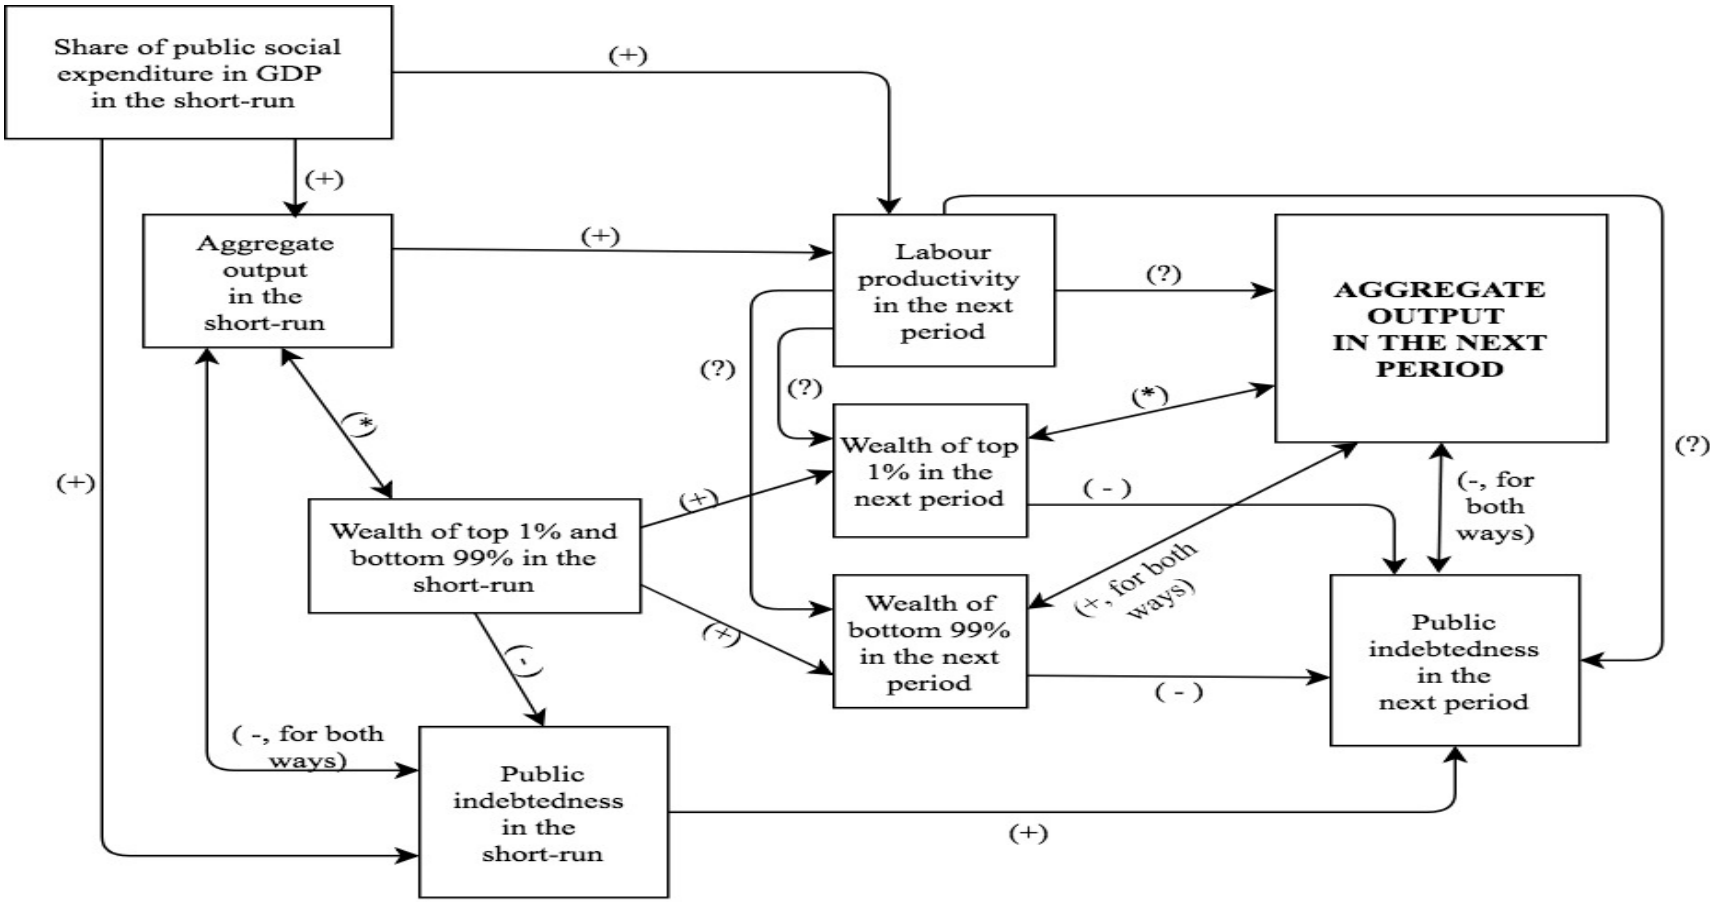 Share of public social
expenditure in GDP
in the short-run
(+)
(+)
Aggregate
output
in the
short-run
(+)
Labour
productivity
in the next
period
(?)
AGGREGATE
OUTPUT
IN THE NEXT
PERIOD
(?)
(?)
(*)
(*)
(?)
(+)
Wealth of top
1% in the
next period
(+)
( - )
(-, for
both
ways)
Wealth of top 1% and
bottom 99% in the
short-run
(+)
(-)
Wealth of
bottom 99%
in the next
period
(+, for both
ways)
( - )
Public
indebtedness
in the
next period
( -, for both
ways)
Public
indebtedness
in the
short-run
(+)